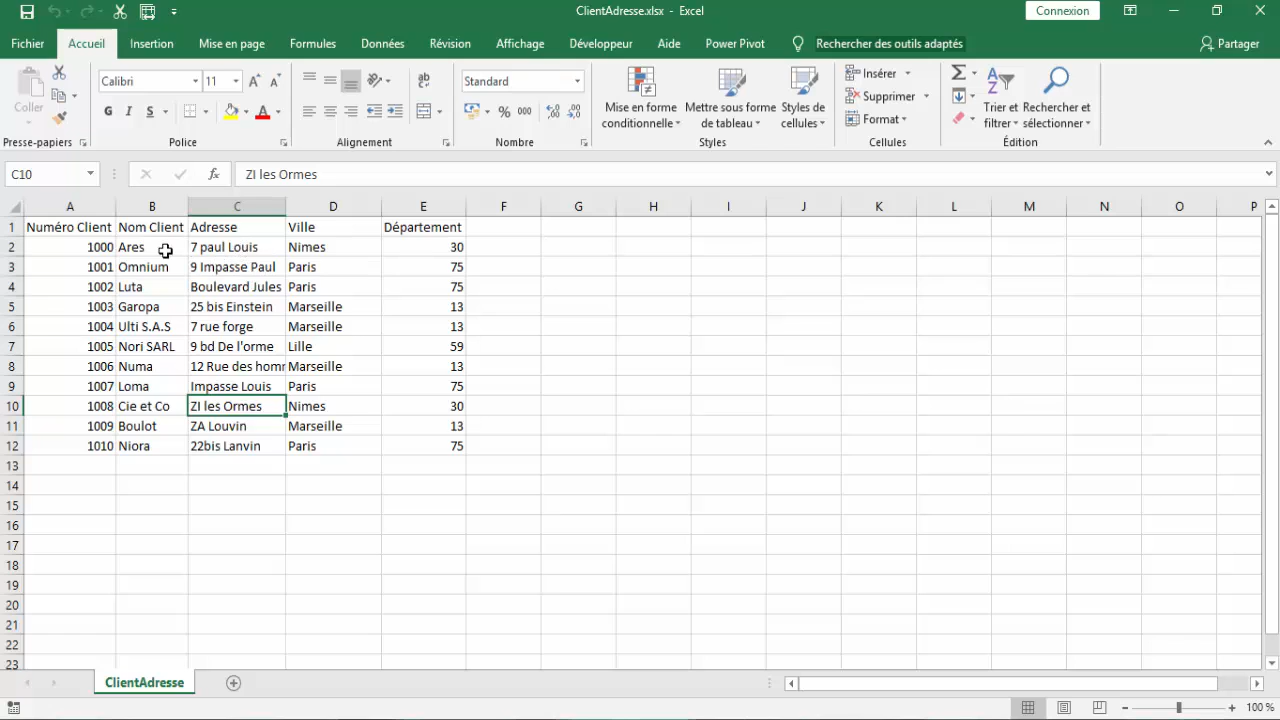 ClientAdresse.xlsx - Excel
Connexion
Fichier Accueil Insertion Mise en page Formules Données Révision Affichage Développeur Aide Power Pivot Rechercher des outils adaptés Partager
Coller
Calibri 11
G I S
ab
Standard
% 000
Mise en forme conditionnelle
Mettre sous forme de tableau
Styles de cellules
Insérer
Supprimer
Format
Trier et filtrer
Rechercher et sélectionner
Presse-papiers Police Alignement Nombre Styles Cellules Édition
C10 fx ZI les Ormes
A B C D E F G H I J K L M N O P
1 Numéro Client Nom Client Adresse Ville Département
2 1000 Ares 7 paul Louis Nimes 30
3 1001 Omnium 9 Impasse Paul Paris 75
4 1002 Luta Boulevard Jules Paris 75
5 1003 Garopa 25 bis Einstein Marseille 13
6 1004 Ulti S.A.S 7 rue forge Marseille 13
7 1005 Nori SARL 9 bd De l'orme Lille 59
8 1006 Numa 12 Rue des homm Marseille 13
9 1007 Loma Impasse Louis Paris 75
10 1008 Cie et Co ZI les Ormes Nimes 30
11 1009 Boulot ZA Louvin Marseille 13
12 1010 Niora 22bis Lanvin Paris 75
13
14
15
16
17
18
19
20
21
22
23
ClientAdresse
100 %